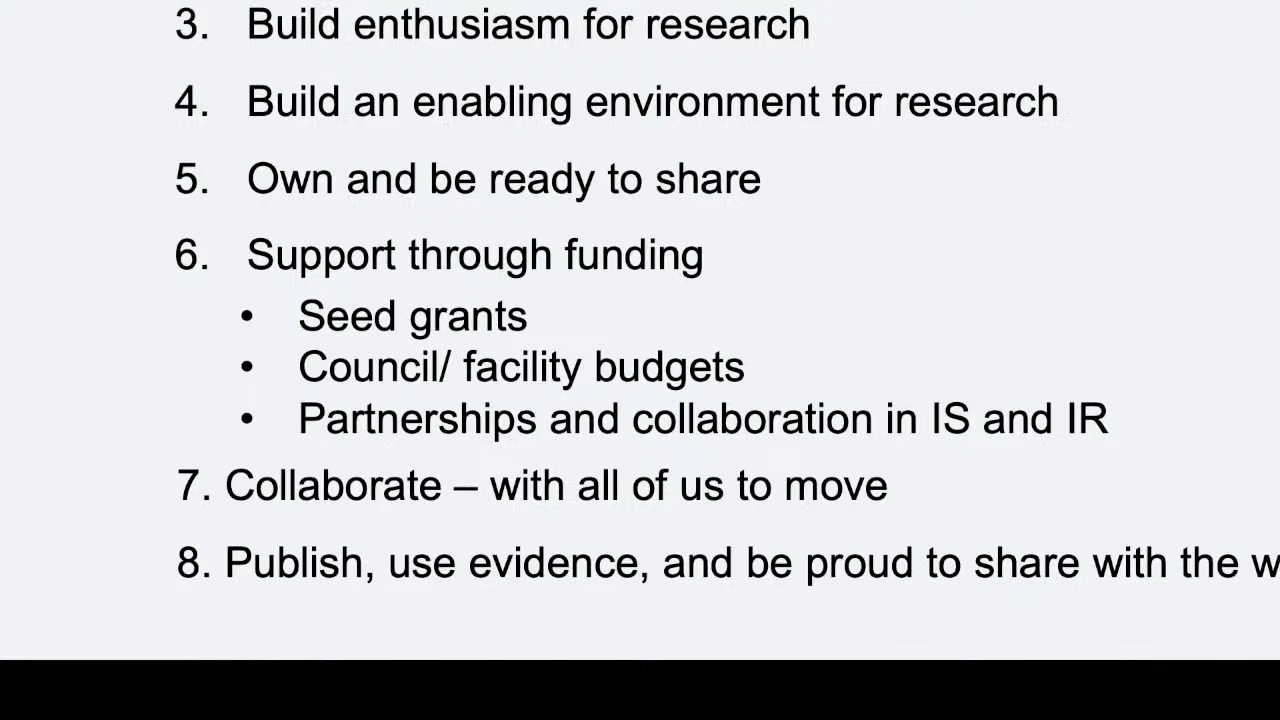 3. Build enthusiasm for research
4. Build an enabling environment for research
5. Own and be ready to share
6. Support through funding
• Seed grants
• Council/ facility budgets
• Partnerships and collaboration in IS and IR
7. Collaborate – with all of us to move
8. Publish, use evidence, and be proud to share with the